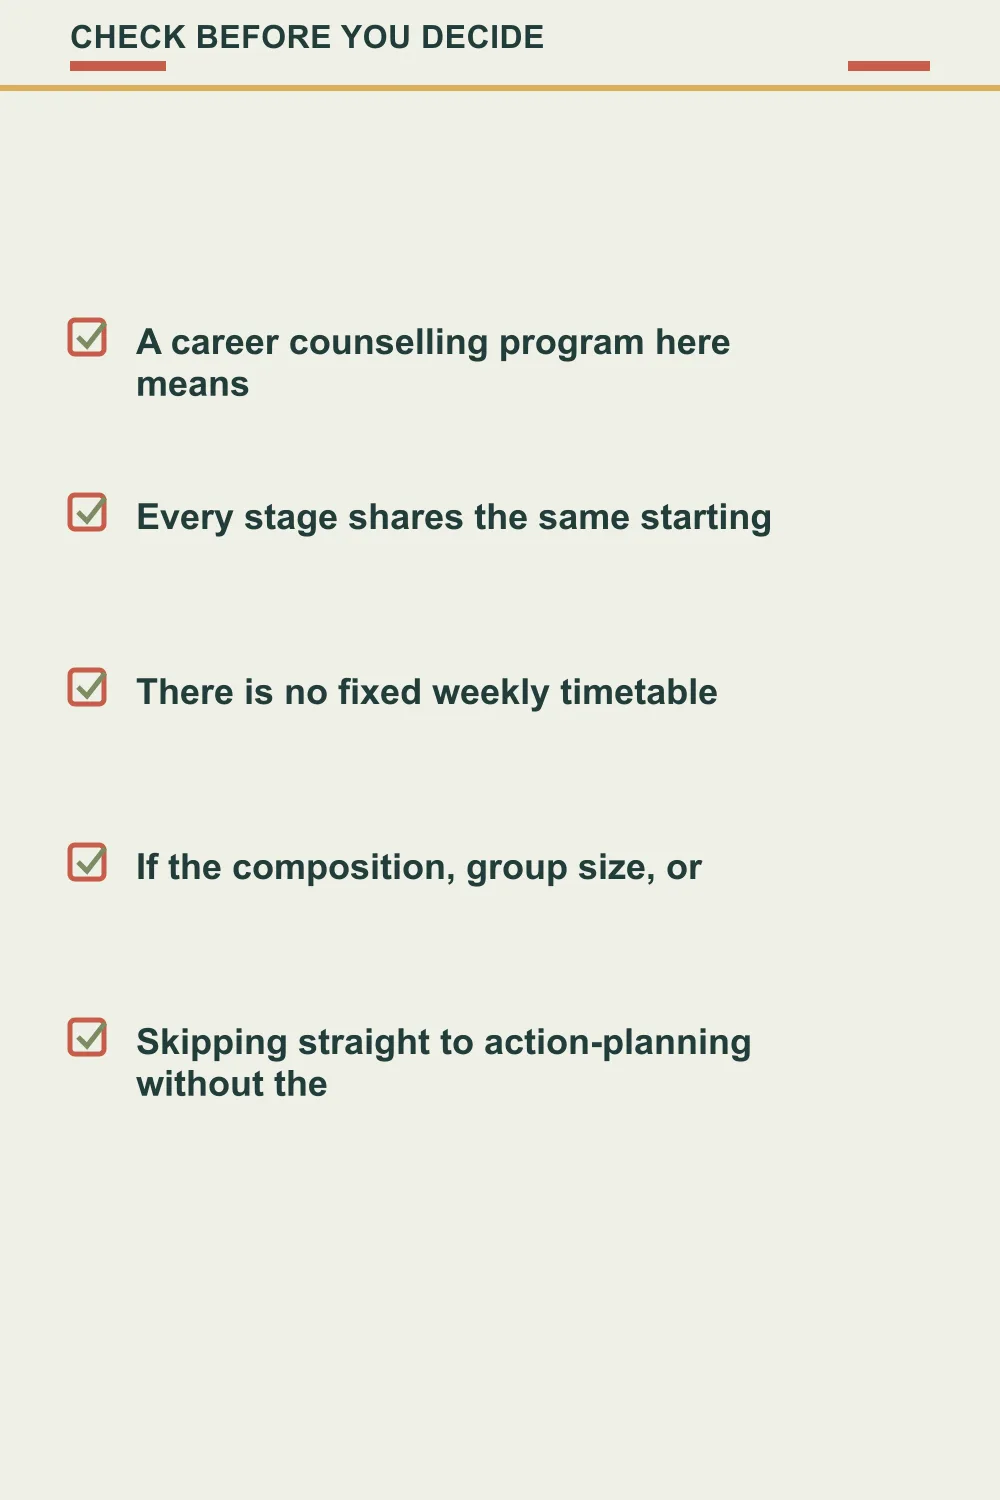 CHECK BEFORE YOU DECIDE
A career counselling program here
means
Every stage shares the same starting
There is no fixed weekly timetable
If the composition, group size, or
Skipping straight to action-planning
without the